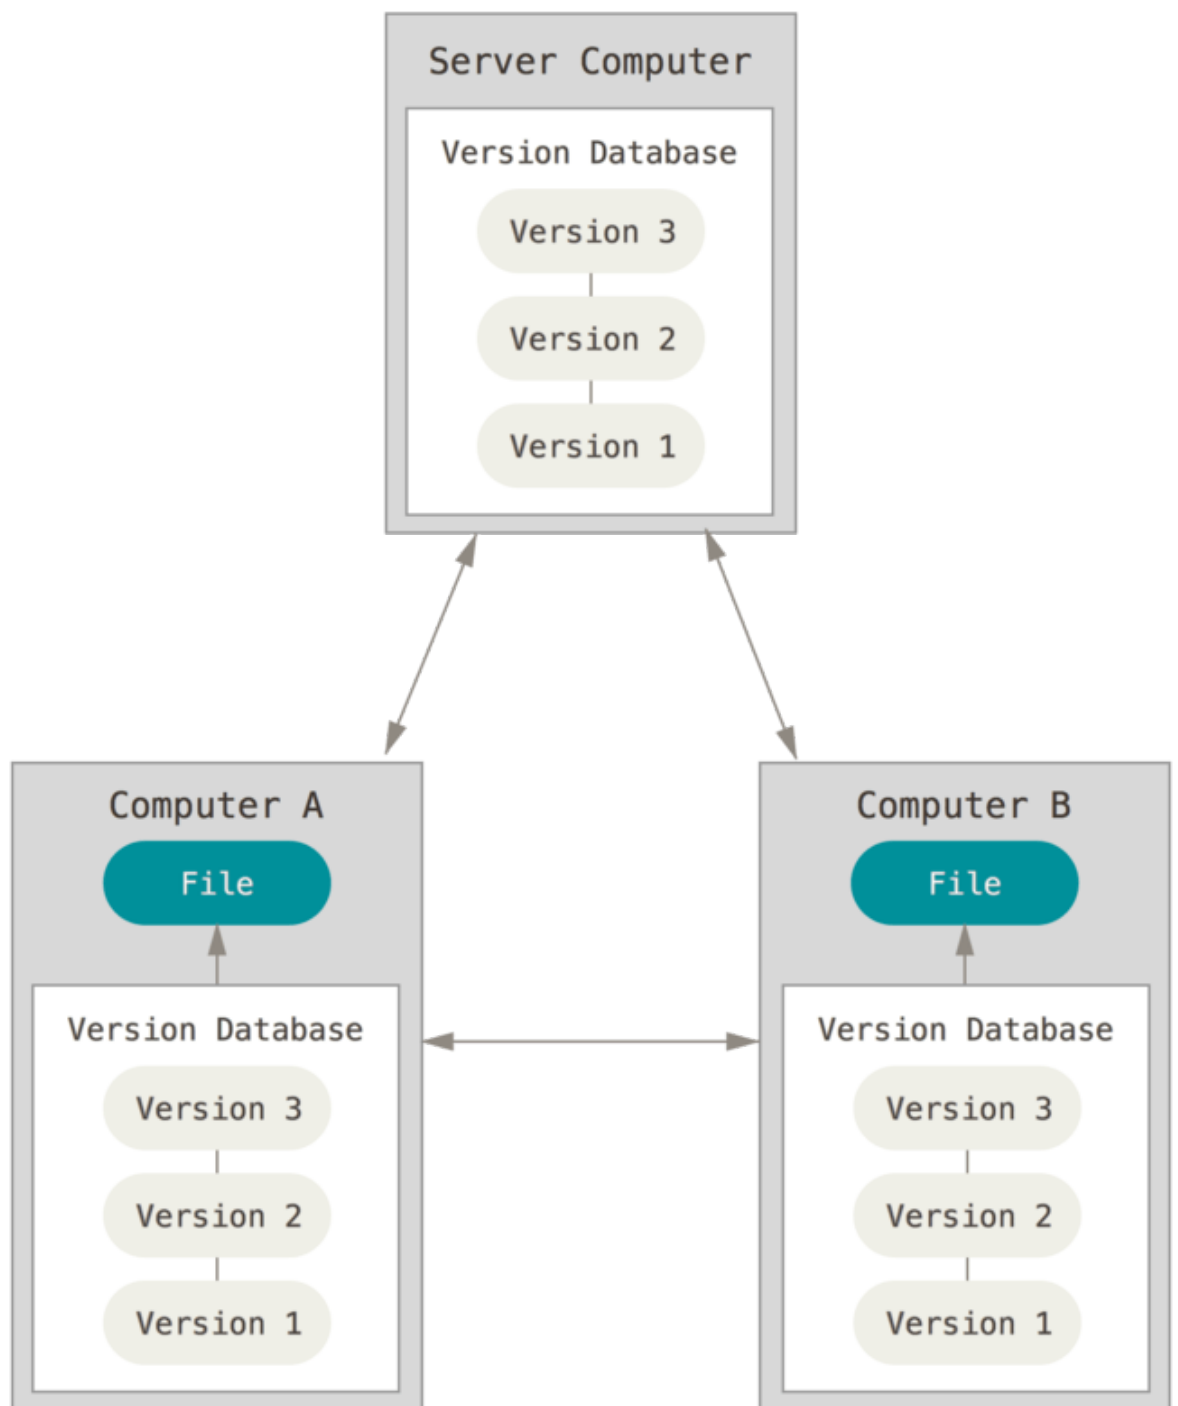 Server Computer
Version Database
Version 3
Version 2
Version 1
Computer A
File
Version Database
Version 3
Version 2
Version 1
Computer B
File
Version Database
Version 3
Version 2
Version 1